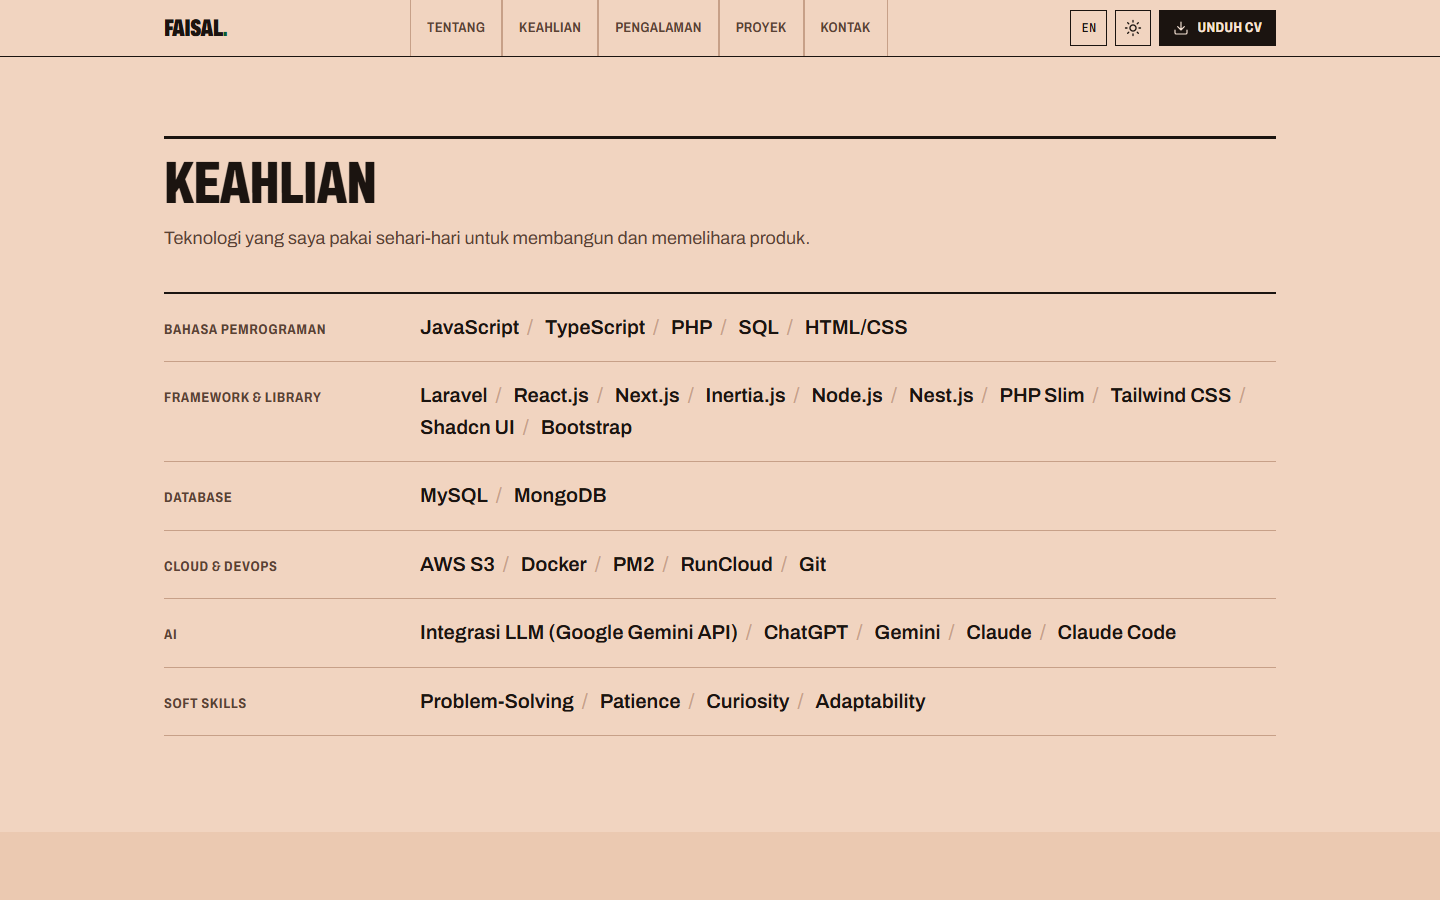 FAISAL.
TENTANG
KEAHLIAN
PENGALAMAN
PROYEK
KONTAK
EN
UNDUH CV
KEAHLIAN
Teknologi yang saya pakai sehari-hari untuk membangun dan memelihara produk.
BAHASA PEMROGRAMAN
JavaScript / TypeScript / PHP / SQL / HTML/CSS
FRAMEWORK & LIBRARY
Laravel / React.js / Next.js / Inertia.js / Node.js / Nest.js / PHP Slim / Tailwind CSS /
Shadcn UI / Bootstrap
DATABASE
MySQL / MongoDB
CLOUD & DEVOPS
AWS S3 / Docker / PM2 / RunCloud / Git
AI
Integrasi LLM (Google Gemini API) / ChatGPT / Gemini / Claude / Claude Code
SOFT SKILLS
Problem-Solving / Patience / Curiosity / Adaptability